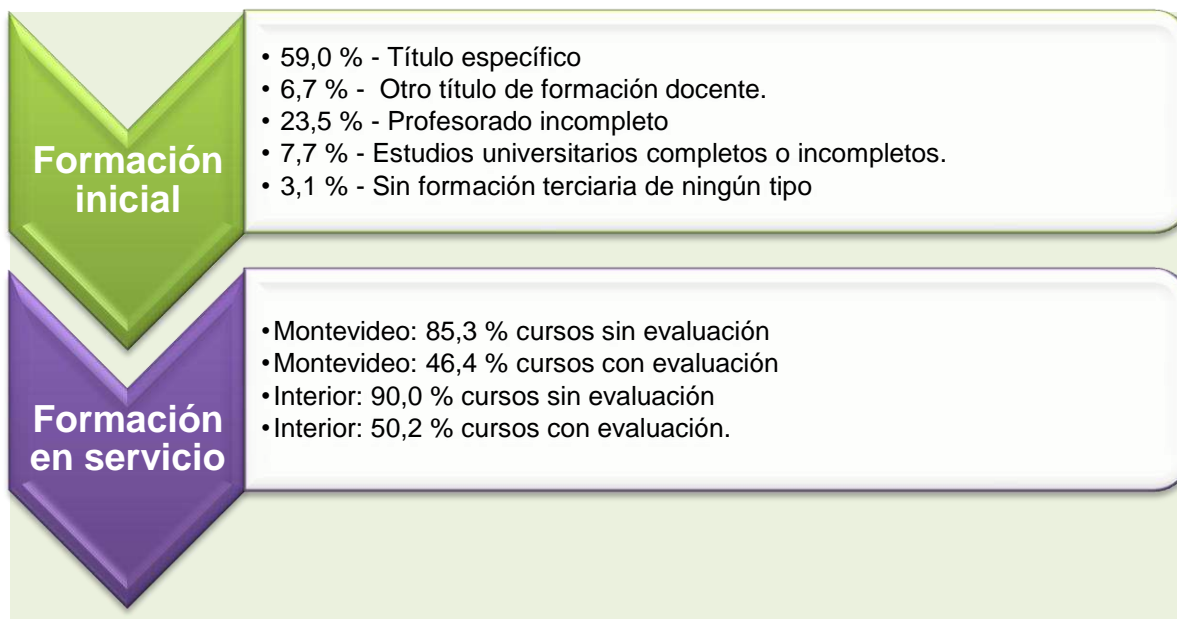 Formación
inicial
• 59,0 % - Título específico
• 6,7 % - Otro título de formación docente.
• 23,5 % - Profesorado incompleto
• 7,7 % - Estudios universitarios completos o incompletos.
• 3,1 % - Sin formación terciaria de ningún tipo
Formación
en servicio
•Montevideo: 85,3 % cursos sin evaluación
•Montevideo: 46,4 % cursos con evaluación
•Interior: 90,0 % cursos sin evaluación
•Interior: 50,2 % cursos con evaluación.